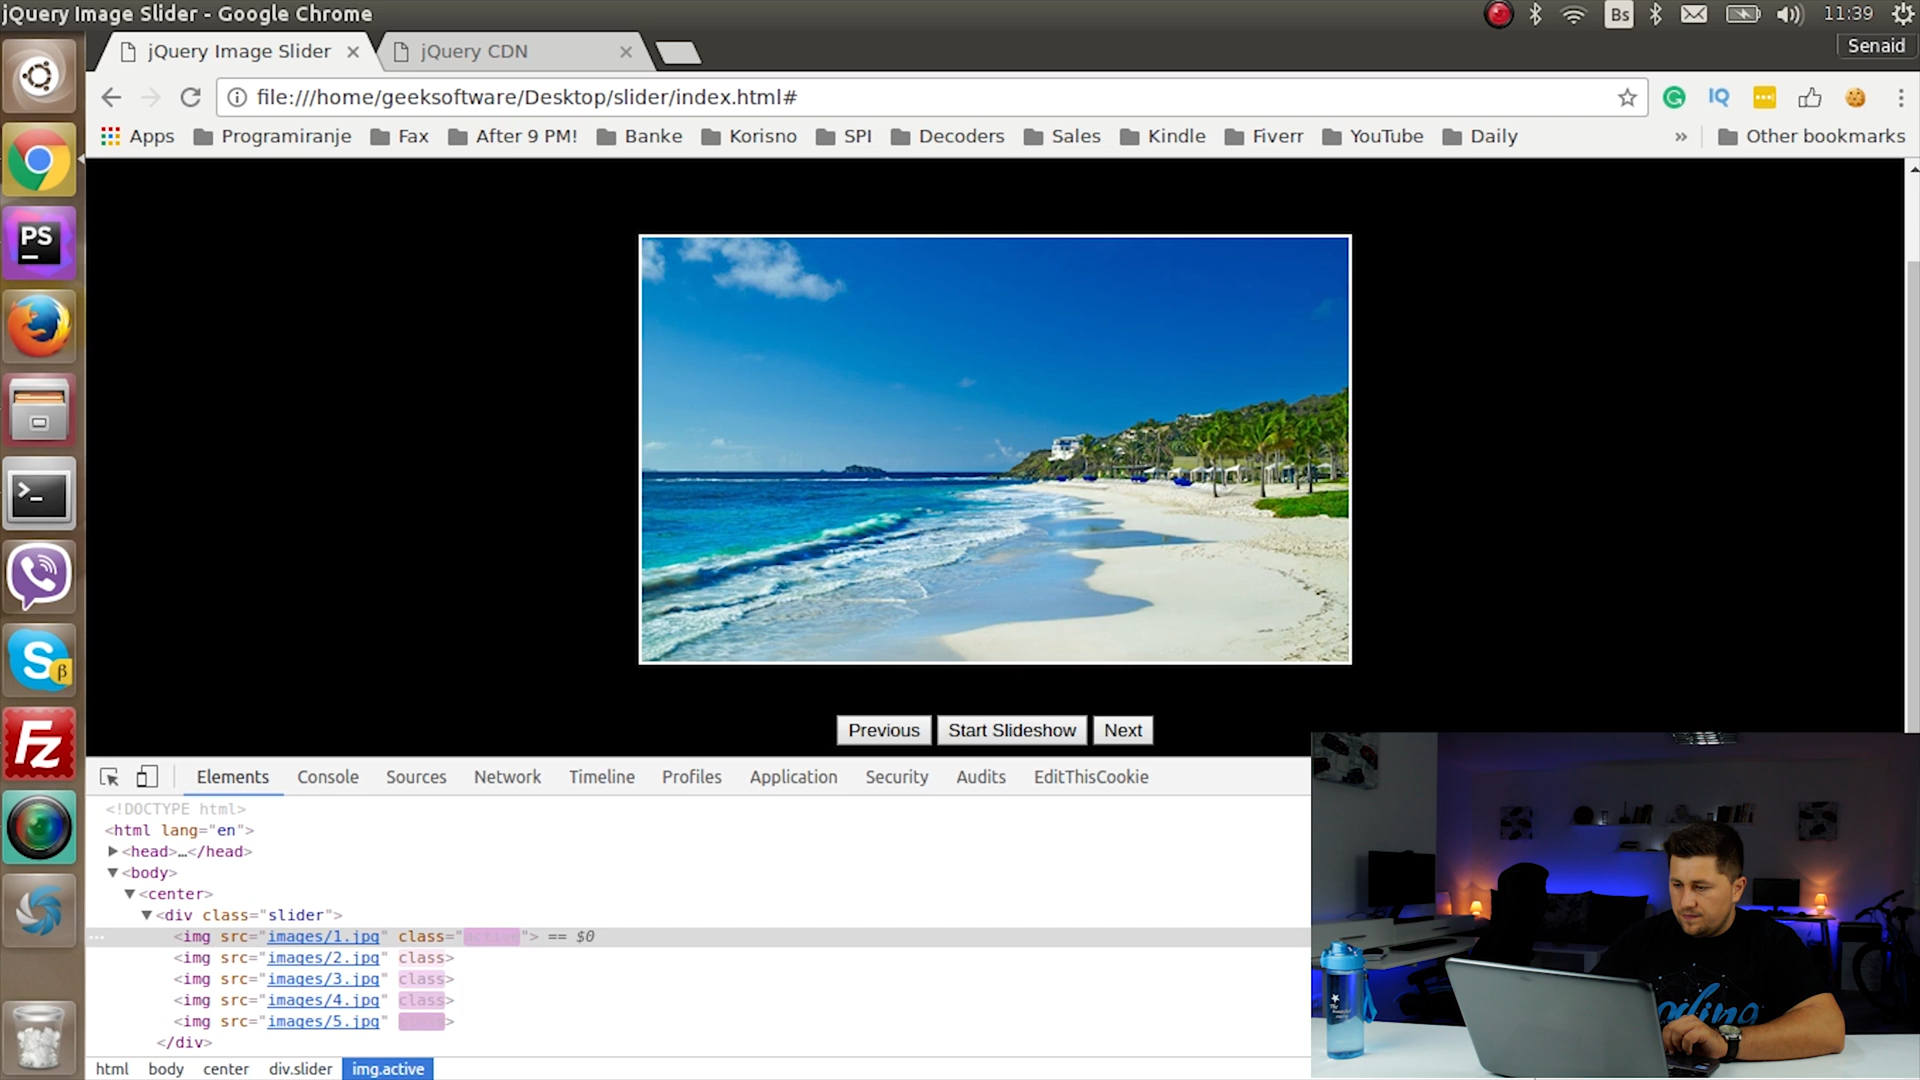 jQuery Image Slider - Google Chrome
Bs
11:39
Senaid
jQuery Image Slider
jQuery CDN
file:///home/geeksoftware/Desktop/slider/index.html#
IQ
Apps Programiranje Fax After 9 PM! Banke Korisno SPI Decoders Sales Kindle Fiverr YouTube Daily » Other bookmarks
PS
>_
S β
Fz
Previous Start Slideshow Next
Elements Console Sources Network Timeline Profiles Application Security Audits EditThisCookie
<!DOCTYPE html>
<html lang="en">
<head>…</head>
<body>
<center>
<div class="slider">
<img src="images/1.jpg" class="active"> == $0
<img src="images/2.jpg" class>
<img src="images/3.jpg" class>
<img src="images/4.jpg" class>
<img src="images/5.jpg" >
</div>
html body center div.slider img.active